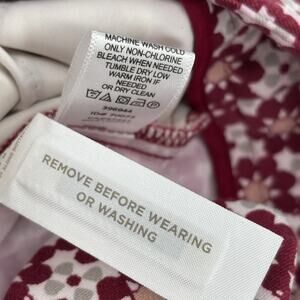 MACHINE WASH COLD
ONLY NON-CHLORINE
BLEACH WHEN NEEDED
TUMBLE DRY LOW
WARM IRON IF
NEEDED
OR DRY CLEAN
REMOVE BEFORE WEARING
OR WASHING